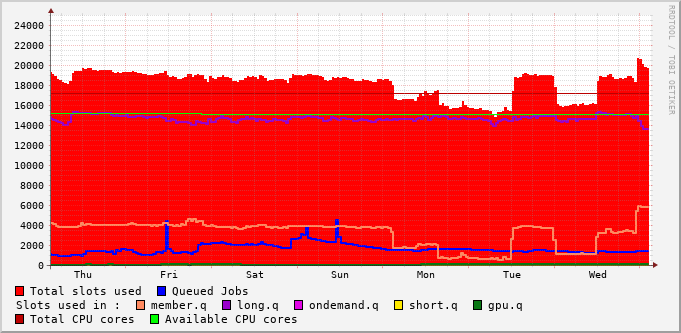 24000
22000
20000
18000
16000
14000
12000
10000
8000
6000
4000
2000
0
Thu Fri Sat Sun Mon Tue Wed
RRDTOOL / TOBI OETIKER
Total slots used Queued Jobs
Slots used in : member.q long.q ondemand.q short.q gpu.q
Total CPU cores Available CPU cores